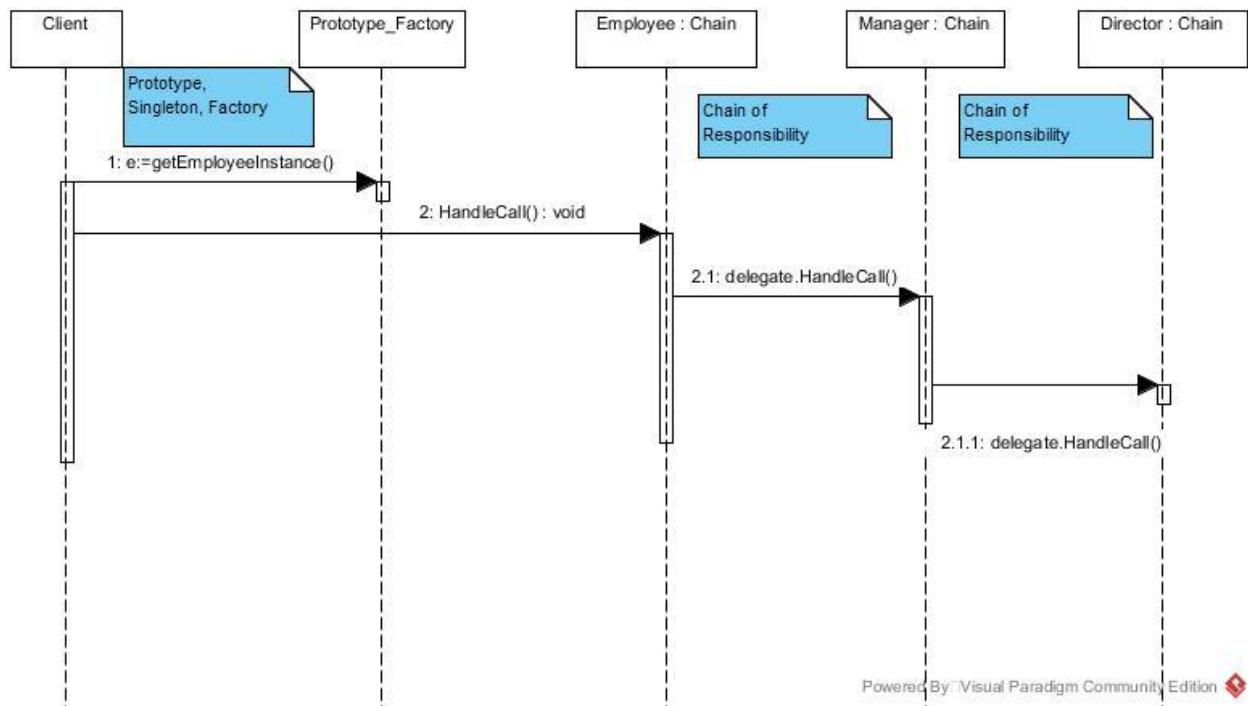 Client
Prototype_Factory
Employee : Chain
Manager : Chain
Director : Chain
Prototype,
Singleton, Factory
Chain of
Responsibility
Chain of
Responsibility
1: e:=getEmployeeInstance()
2: HandleCall() : void
2.1: delegate.HandleCall()
2.1.1: delegate.HandleCall()
Powered By Visual Paradigm Community Edition